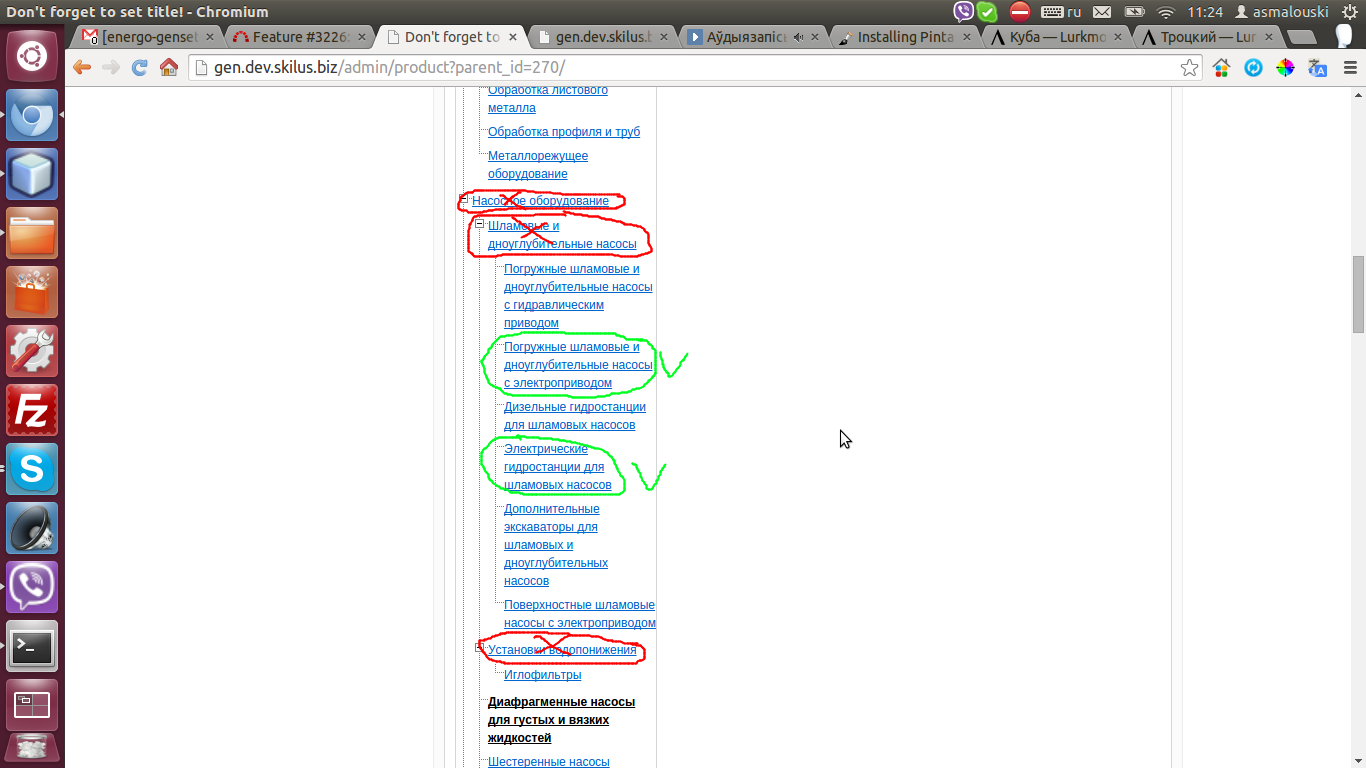 Don't forget to set title! - Chromium
ru
11:24
asmalouski
[energo-genset
Feature #3226:
Don't forget to
gen.dev.skilus.b
Аўдыязапісы
Installing Pinta
Куба — Lurkmo
Троцкий — Lur
gen.dev.skilus.biz/admin/product?parent_id=270/
Обработка листового
металла
Обработка профиля и труб
Металлорежущее
оборудование
Насосное оборудование
Шламовые и
дноуглубительные насосы
Погружные шламовые и
дноуглубительные насосы
с гидравлическим
приводом
Погружные шламовые и
дноуглубительные насосы
с электроприводом
Дизельные гидростанции
для шламовых насосов
Электрические
гидростанции для
шламовых насосов
Дополнительные
экскаваторы для
шламовых и
дноуглубительных
насосов
Поверхностные шламовые
насосы с электроприводом
Установки водопонижения
Иглофильтры
Диафрагменные насосы
для густых и вязких
жидкостей
Шестеренные насосы